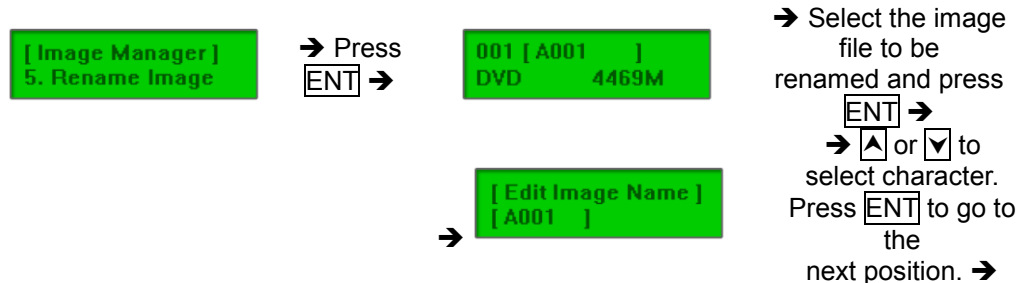 [ Image Manager ]
5. Rename Image
➔ Press
ENT ➔
001 [ A001 ]
DVD 4469M
➔ Select the image
file to be
renamed and press
ENT ➔
➔ ▲ or ▼ to
select character.
Press ENT to go to
the
next position. ➔
➔
[ Edit Image Name ]
[ A001 ]